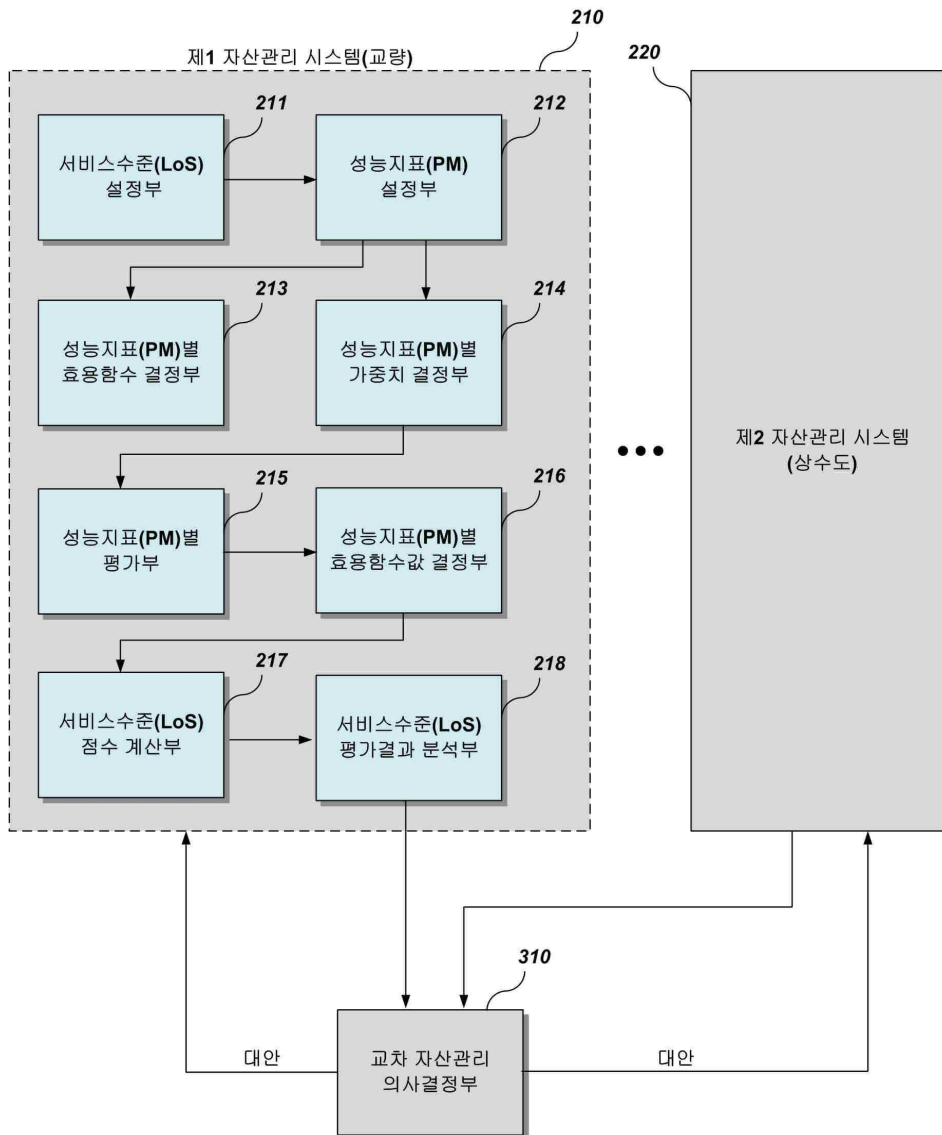 210
제1 자산관리 시스템(교량)
220
211
212
서비스수준(LoS)
설정부
성능지표(PM)
설정부
213
214
성능지표(PM)별
효용함수 결정부
성능지표(PM)별
가중치 결정부
제2 자산관리 시스템
(상수도)
215
216
성능지표(PM)별
평가부
성능지표(PM)별
효용함수값 결정부
217
218
서비스수준(LoS)
점수 계산부
서비스수준(LoS)
평가결과 분석부
310
대안
교차 자산관리
의사결정부
대안